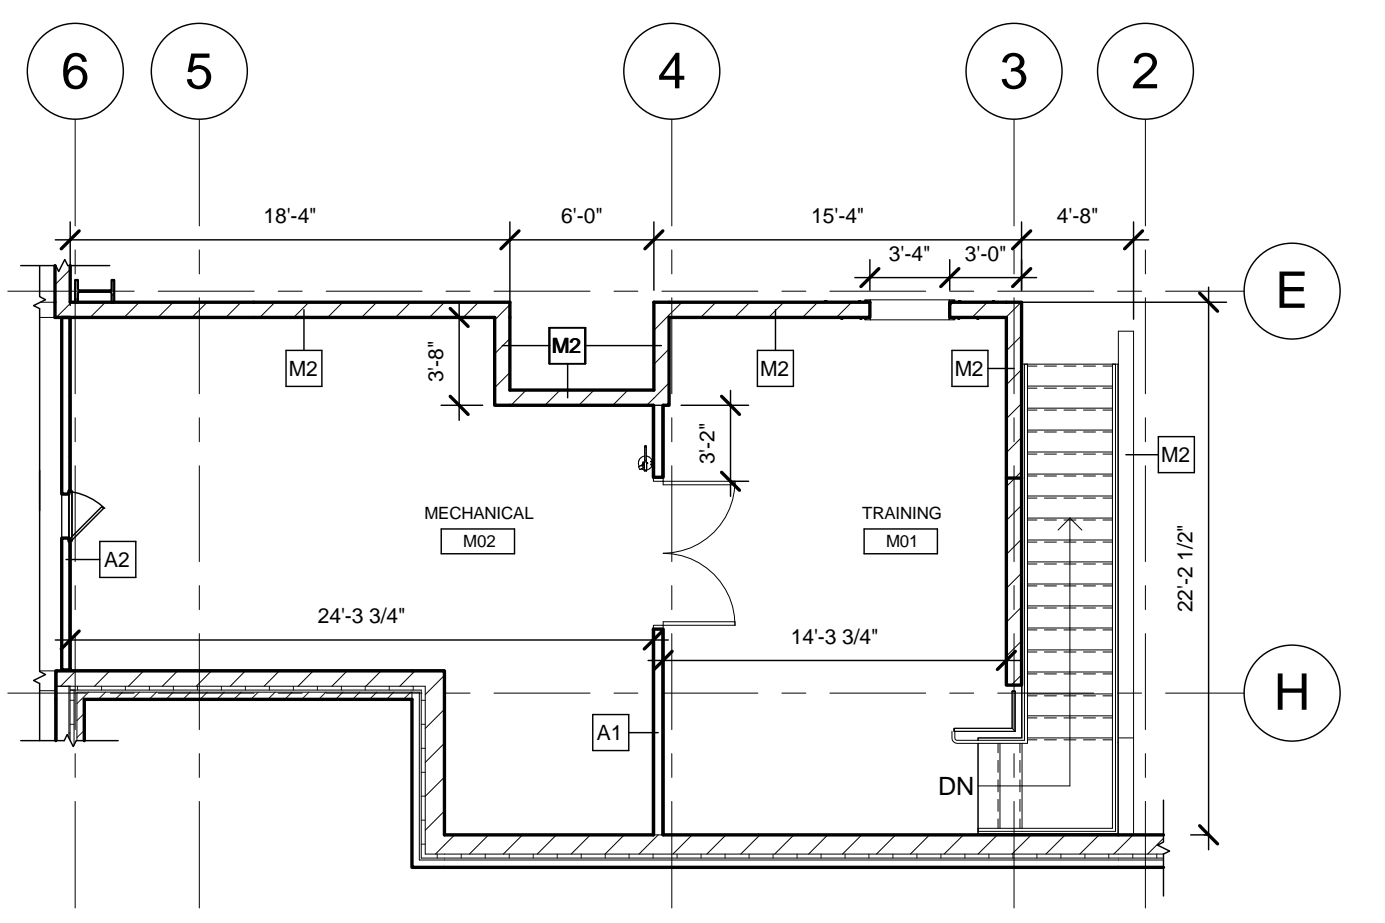 6 5 4 3 2
18'-4" 6'-0" 15'-4" 4'-8"
3'-4" 3'-0"
E
M2
3'-8"
M2
M2
M2
3'-2"
M2
MECHANICAL
M02
TRAINING
M01
A2
22'-2 1/2"
24'-3 3/4"
14'-3 3/4"
H
A1
DN